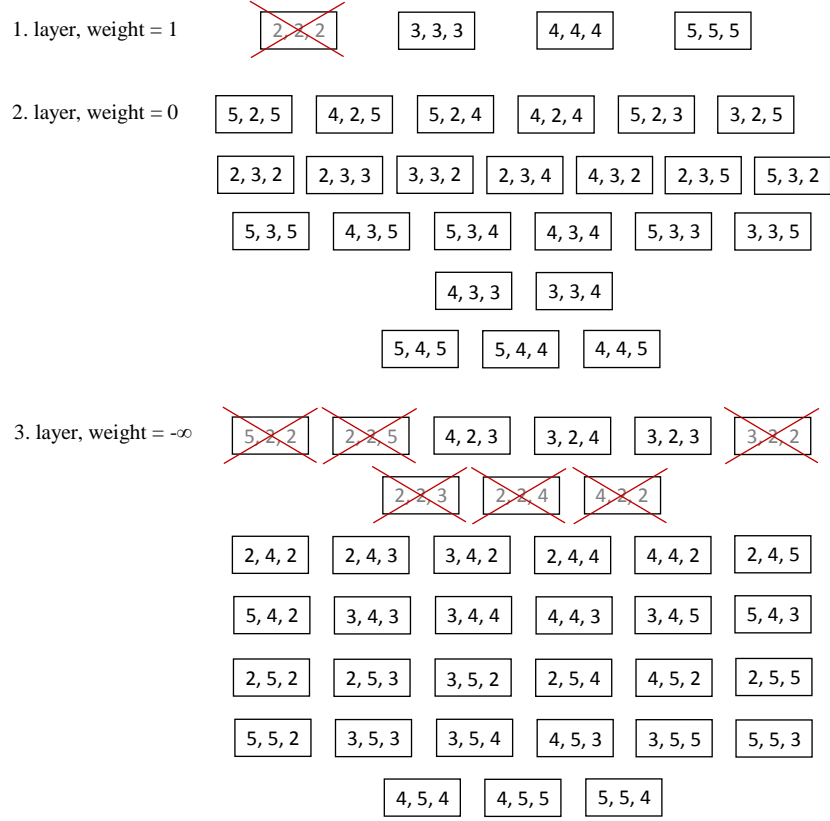 1. layer, weight = 1 2, 2, 2 3, 3, 3 4, 4, 4 5, 5, 5
2. layer, weight = 0 5, 2, 5 4, 2, 5 5, 2, 4 4, 2, 4 5, 2, 3 3, 2, 5
2, 3, 2 2, 3, 3 3, 3, 2 2, 3, 4 4, 3, 2 2, 3, 5 5, 3, 2
5, 3, 5 4, 3, 5 5, 3, 4 4, 3, 4 5, 3, 3 3, 3, 5
4, 3, 3 3, 3, 4
5, 4, 5 5, 4, 4 4, 4, 5
3. layer, weight = -∞ 5, 2, 2 2, 2, 5 4, 2, 3 3, 2, 4 3, 2, 3 3, 2, 2
2, 2, 3 2, 2, 4 4, 2, 2
2, 4, 2 2, 4, 3 3, 4, 2 2, 4, 4 4, 4, 2 2, 4, 5
5, 4, 2 3, 4, 3 3, 4, 4 4, 4, 3 3, 4, 5 5, 4, 3
2, 5, 2 2, 5, 3 3, 5, 2 2, 5, 4 4, 5, 2 2, 5, 5
5, 5, 2 3, 5, 3 3, 5, 4 4, 5, 3 3, 5, 5 5, 5, 3
4, 5, 4 4, 5, 5 5, 5, 4